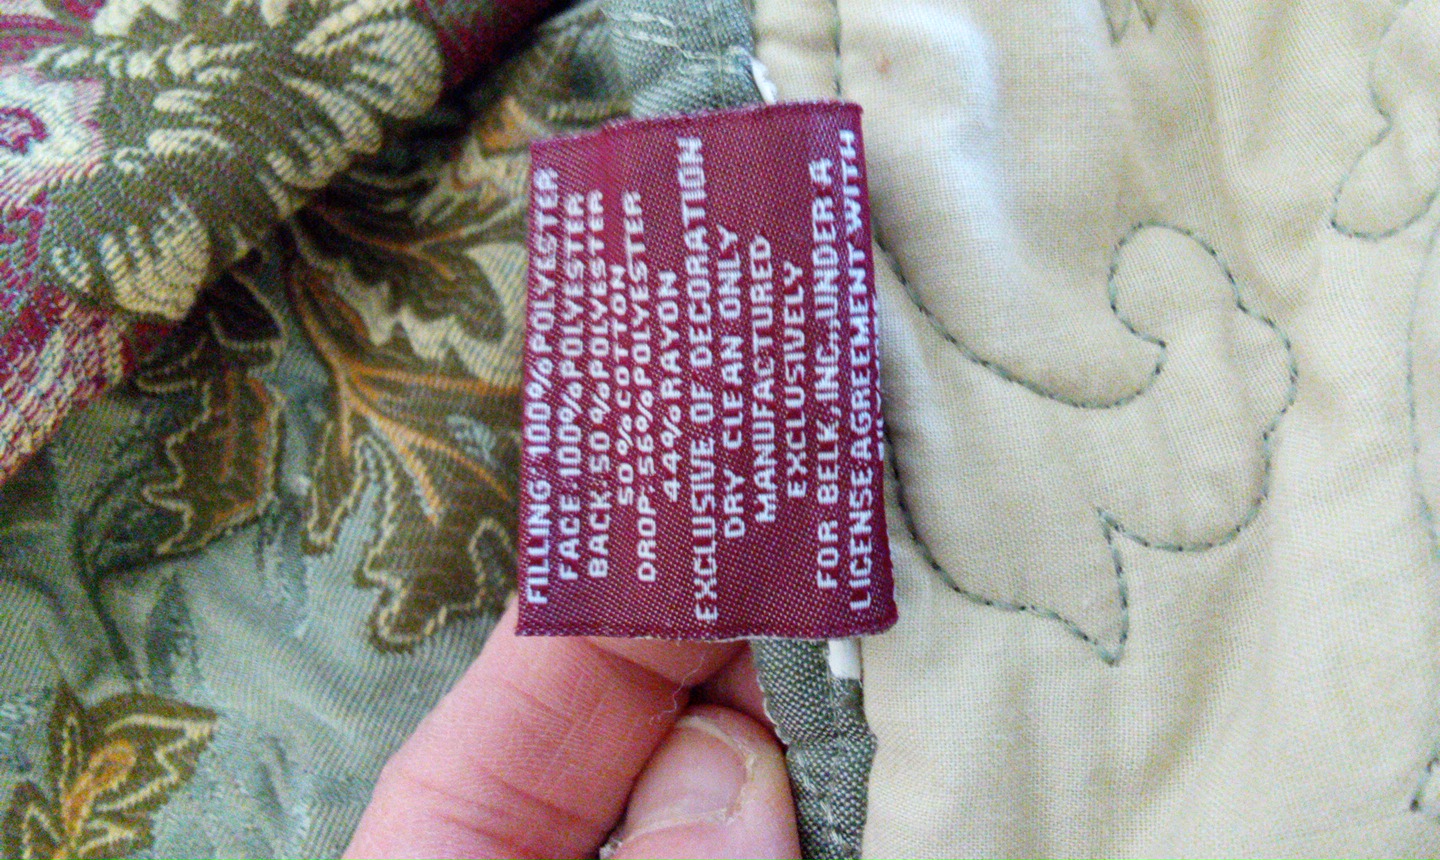 FILLING: 100% POLYESTER
FACE 100% POLYESTER
BACK: 50 % POLYESTER
50% COTTON
DROP: 56% POLYESTER
44% RAYON
EXCLUSIVE OF DECORATION
DRY CLEAN ONLY
MANUFACTURED
EXCLUSIVELY
FOR BELK, INC., UNDER A
LICENSE AGREEMENT WITH